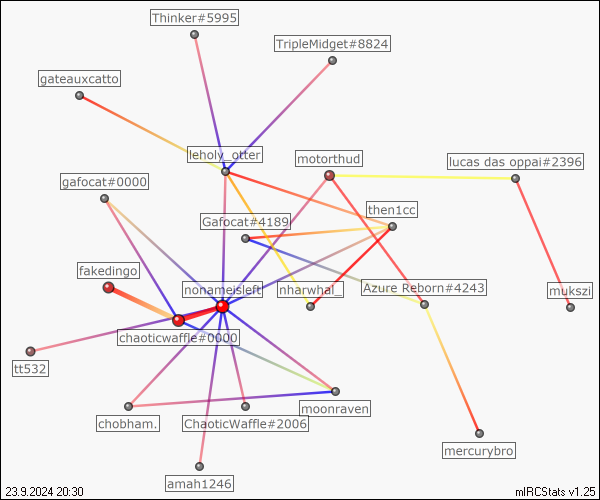 Thinker#5995
TripleMidget#8824
gateauxcatto
leholy_otter
motorthud
lucas das oppai#2396
gafocat#0000
then1cc
Gafocat#4189
fakedingo
nonameisleft
nharwhal_
Azure Reborn#4243
mukszi
chaoticwaffle#0000
tt532
moonraven
chobham.
ChaoticWaffle#2006
mercurybro
amah1246
23.9.2024 20:30
mIRCStats v1.25